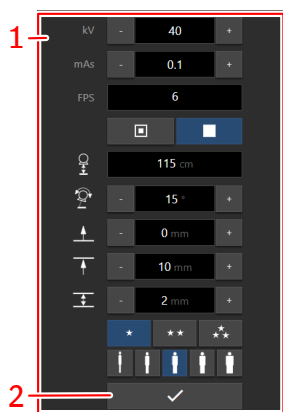 1
kV - 40 +
mAs - 0.1 +
FPS 6
115 cm
- 15 ° +
- 0 mm +
- 10 mm +
- 2 mm +
2